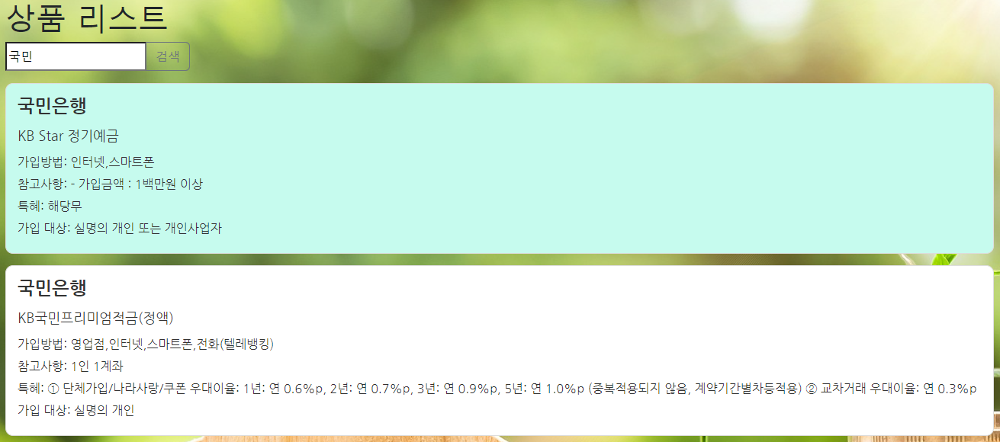 상품 리스트
국민 검색
국민은행
KB Star 정기예금
가입방법: 인터넷,스마트폰
참고사항: - 가입금액 : 1백만원 이상
특혜: 해당무
가입 대상: 실명의 개인 또는 개인사업자
국민은행
KB국민프리미엄적금(정액)
가입방법: 영업점,인터넷,스마트폰,전화(텔레뱅킹)
참고사항: 1인 1계좌
특혜: ① 단체가입/나라사랑/쿠폰 우대이율: 1년: 연 0.6%p, 2년: 연 0.7%p, 3년: 연 0.9%p, 5년: 연 1.0%p (중복적용되지 않음, 계약기간별차등적용) ② 교차거래 우대이율: 연 0.3%p
가입 대상: 실명의 개인